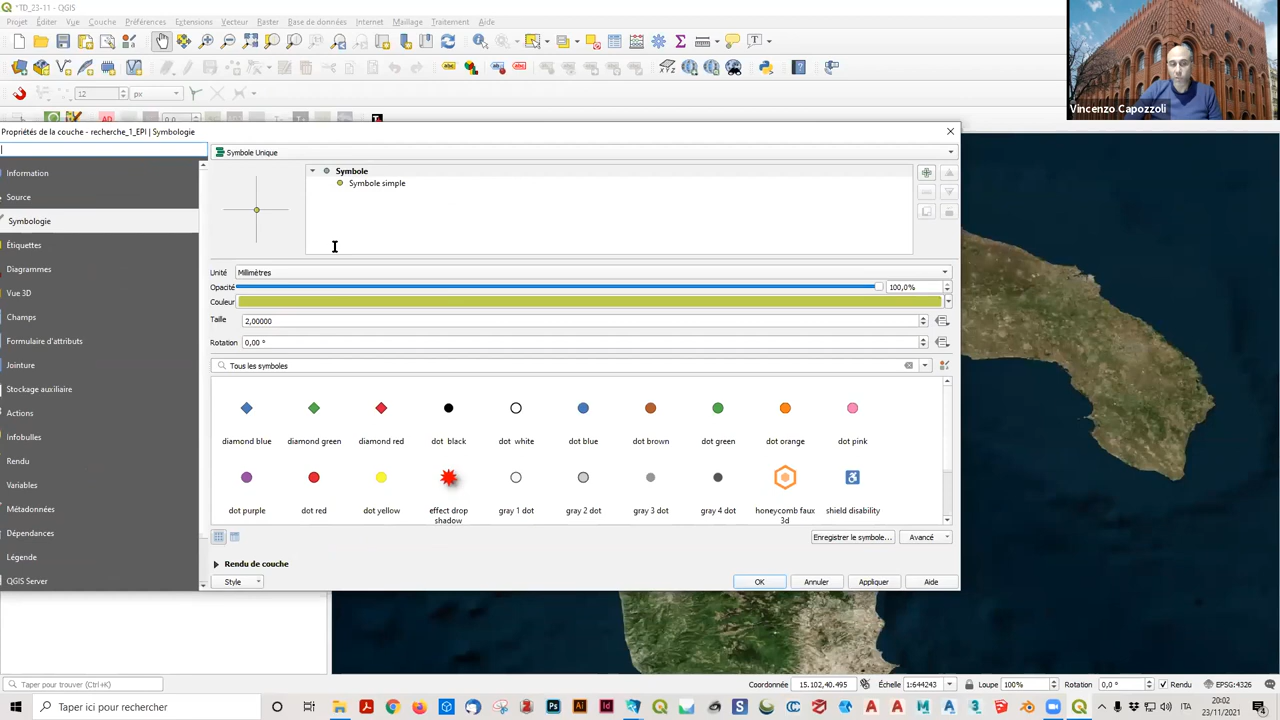 *TD_23-11 — QGIS
Projet Éditer Vue Couche Préférences Extensions Vecteur Raster Base de données Internet Maillage Traitement Aide
12 px
0,0
Vincenzo Capozzoli
Propriétés de la couche - recherche_1_EPI | Symbologie
Information
Source
Symbologie
Étiquettes
Diagrammes
Vue 3D
Champs
Formulaire d'attributs
Jointure
Stockage auxiliaire
Actions
Infobulles
Rendu
Variables
Métadonnées
Dépendances
Légende
QGIS Server
Symbole Unique
Symbole
Symbole simple
Unité Millimètres
Opacité 100,0%
Couleur
Taille 2,00000
Rotation 0,00 °
Tous les symboles
diamond blue diamond green diamond red dot black dot white dot blue dot brown dot green dot orange dot pink
dot purple dot red dot yellow effect drop shadow gray 1 dot gray 2 dot gray 3 dot gray 4 dot honeycomb faux 3d shield disability
Enregistrer le symbole... Avancé
Rendu de couche
Style OK Annuler Appliquer Aide
Taper pour trouver (Ctrl+K) Coordonnée 15.102,40.495 Échelle 1:644243 Loupe 100% Rotation 0,0 ° Rendu EPSG:4326
Taper ici pour rechercher ITA 20:02
23/11/2021